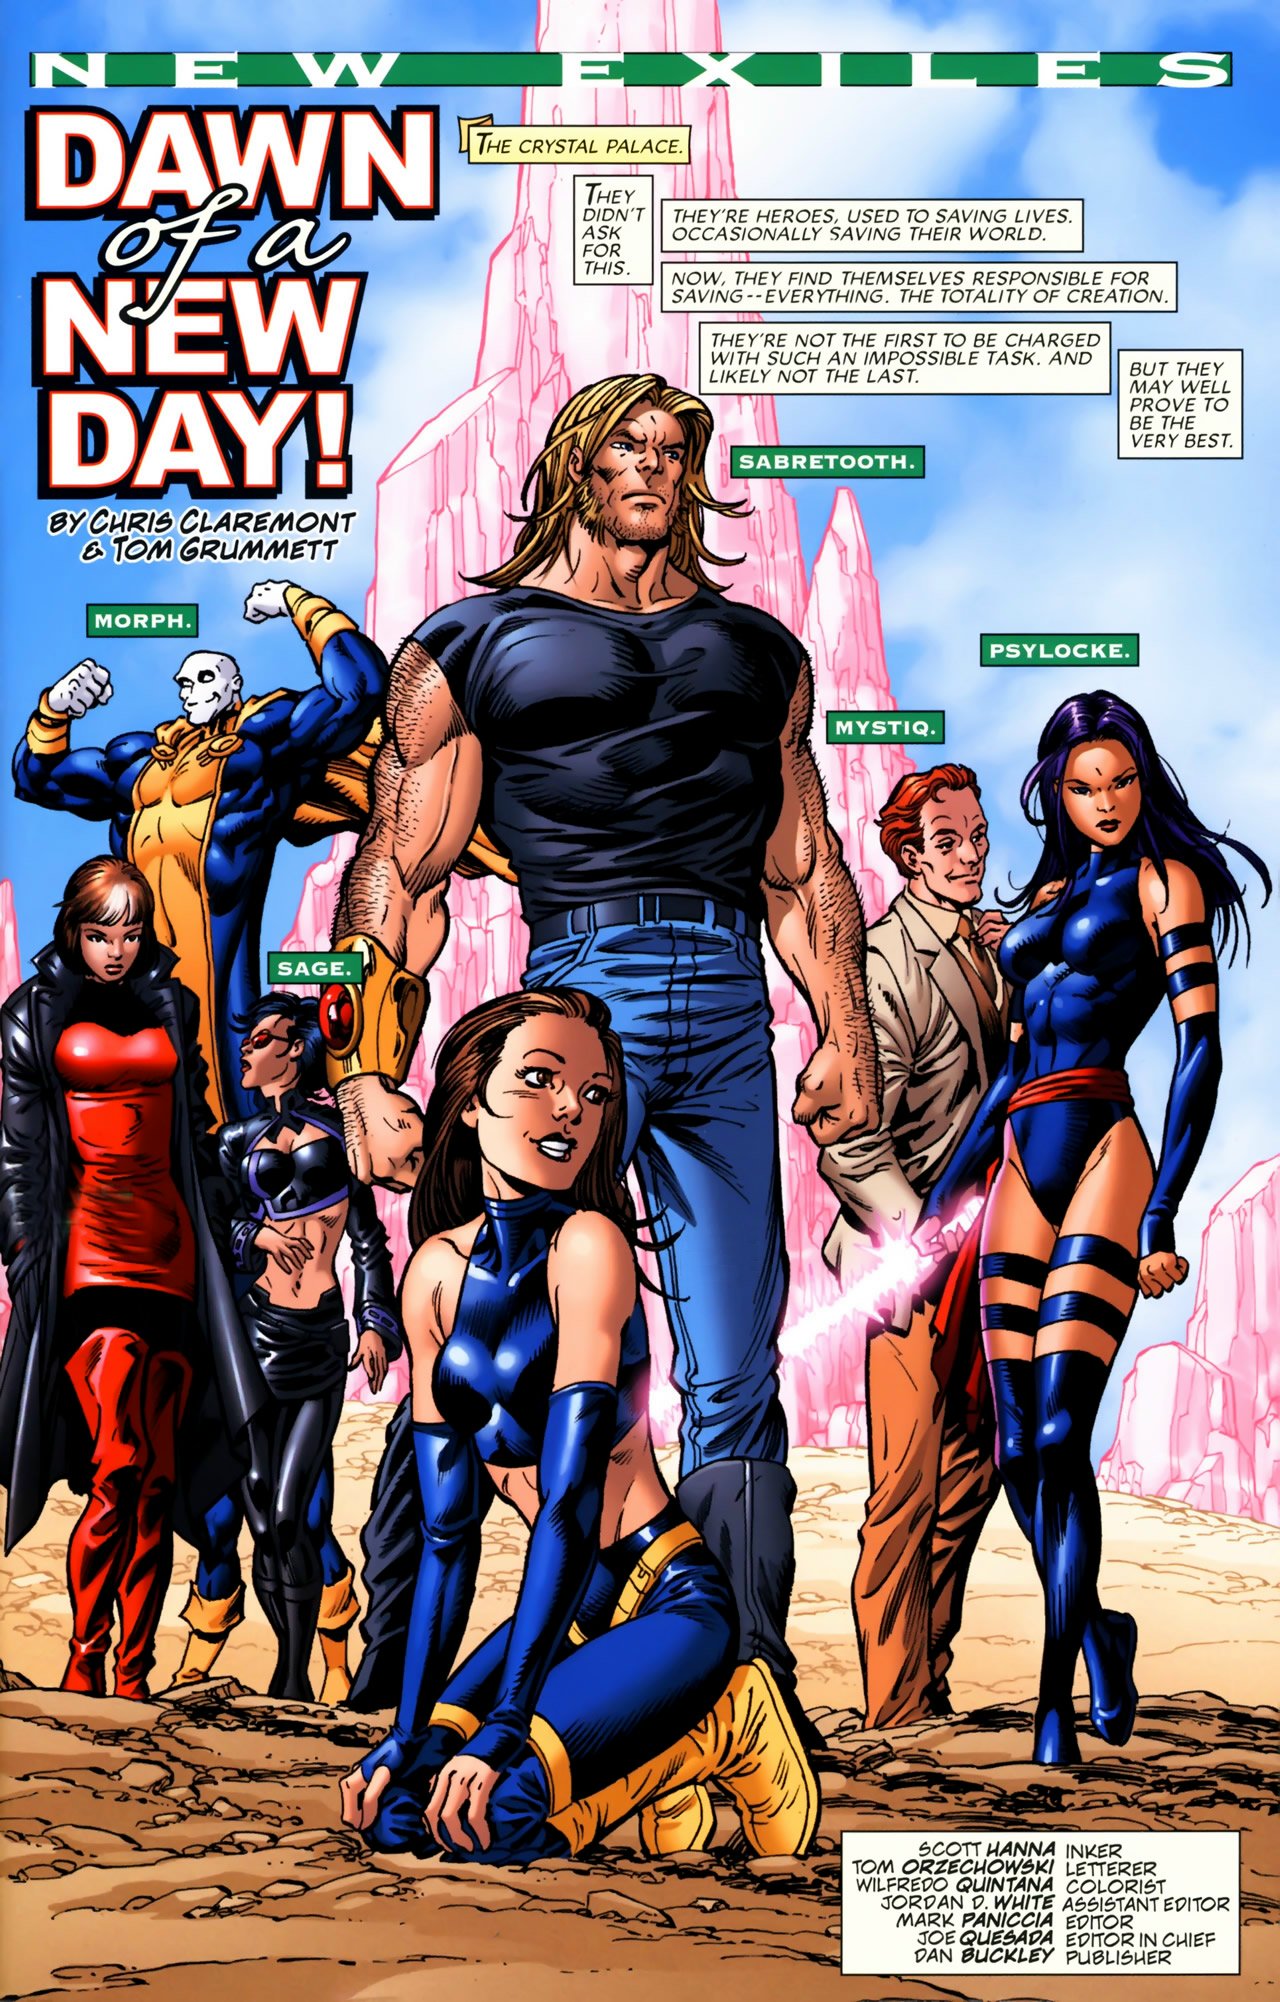 NEW EXILES
DAWN
of a
NEW
DAY!
BY CHRIS CLAREMONT
& TOM GRUMMETT
THE CRYSTAL PALACE.
THEY
DIDN'T
ASK
FOR
THIS.
THEY'RE HEROES, USED TO SAVING LIVES.
OCCASIONALLY SAVING THEIR WORLD.
NOW, THEY FIND THEMSELVES RESPONSIBLE FOR
SAVING--EVERYTHING. THE TOTALITY OF CREATION.
THEY'RE NOT THE FIRST TO BE CHARGED
WITH SUCH AN IMPOSSIBLE TASK. AND
LIKELY NOT THE LAST.
BUT THEY
MAY WELL
PROVE TO
BE THE
VERY BEST.
SABRETOOTH.
MORPH.
PSYLOCKE.
MYSTIQ.
SAGE.
SCOTT HANNA INKER
TOM ORZECHOWSKI LETTERER
WILFREDO QUINTANA COLORIST
JORDAN D. WHITE ASSISTANT EDITOR
MARK PANICCIA EDITOR
JOE QUESADA EDITOR IN CHIEF
DAN BUCKLEY PUBLISHER